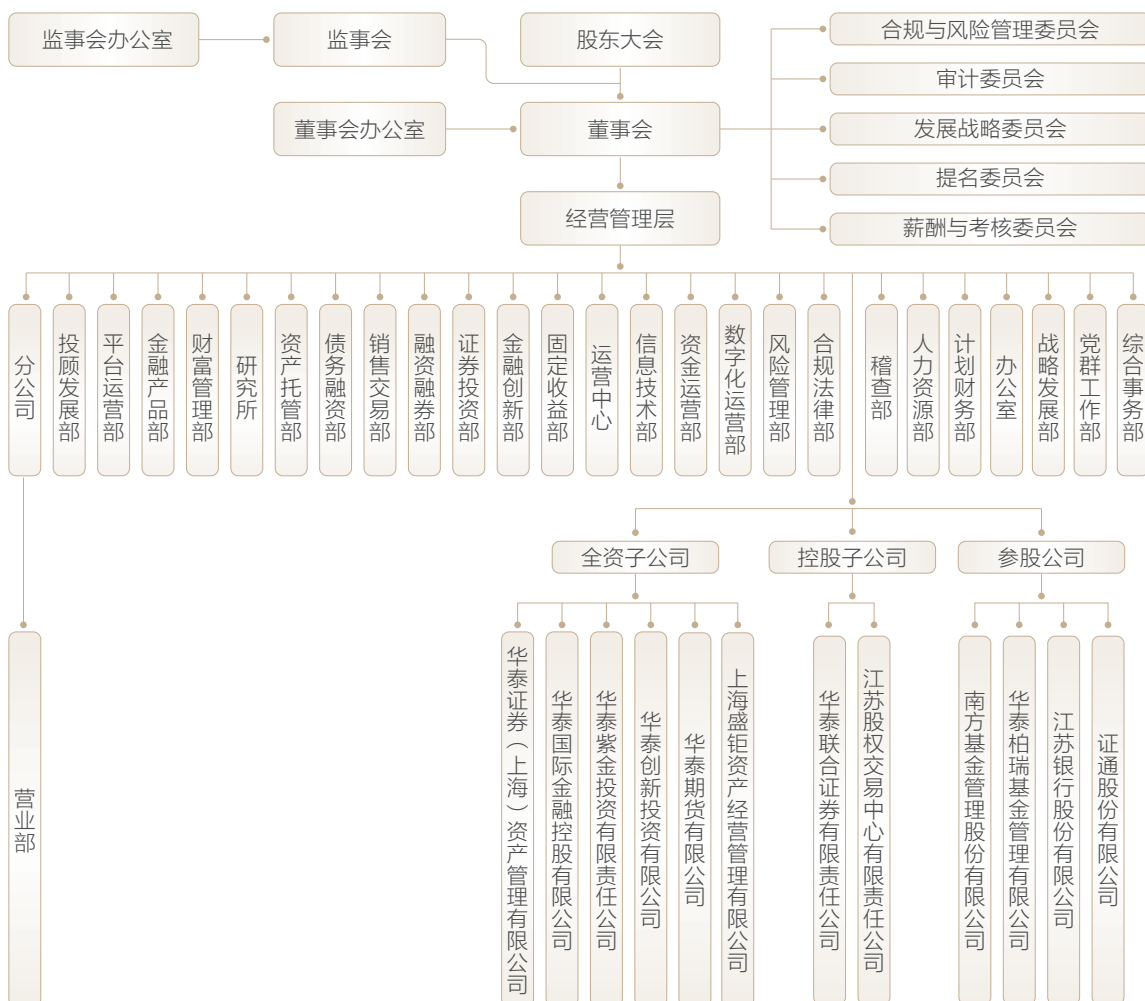 监事会办公室
监事会
股东大会
合规与风险管理委员会
审计委员会
董事会办公室
董事会
发展战略委员会
提名委员会
经营管理层
薪酬与考核委员会
分公司
投顾发展部
平台运营部
金融产品部
财富管理部
研究所
资产托管部
债务融资部
销售交易部
融资融券部
证券投资部
金融创新部
固定收益部
运营中心
信息技术部
资金运营部
数字化运营部
风险管理部
合规法律部
稽查部
人力资源部
计划财务部
办公室
战略发展部
党群工作部
综合事务部
全资子公司
控股子公司
参股公司
营业部
华泰证券（上海）资产管理有限公司
华泰国际金融控股有限公司
华泰紫金投资有限责任公司
华泰创新投资有限公司
华泰期货有限公司
上海盛钜资产经营管理有限公司
华泰联合证券有限责任公司
江苏股权交易中心有限责任公司
南方基金管理股份有限公司
华泰柏瑞基金管理有限公司
江苏银行股份有限公司
证通股份有限公司